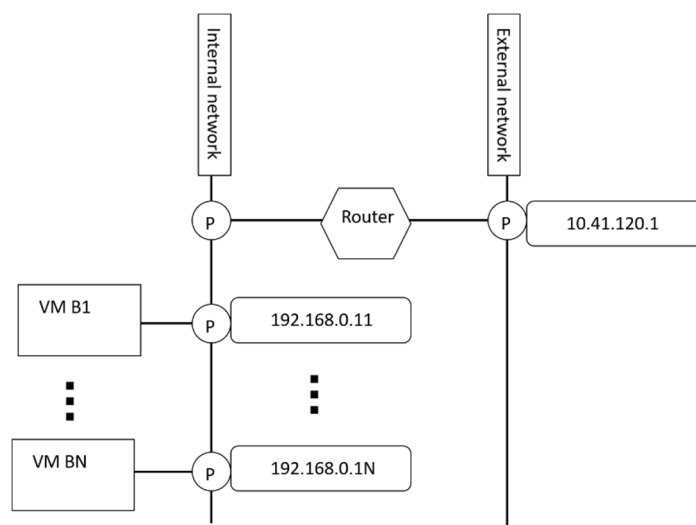 Internal network
External network
P
Router
P
10.41.120.1
VM B1
P
192.168.0.11
VM BN
P
192.168.0.1N